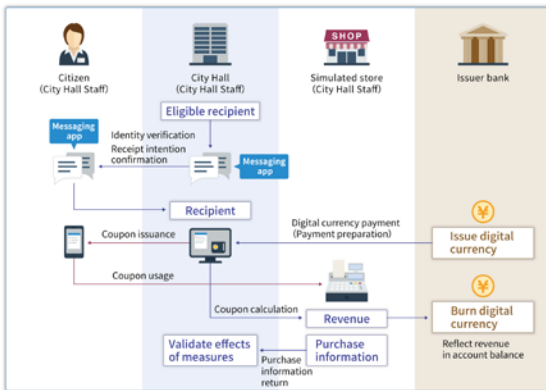 SHOP
Citizen
(City Hall Staff)
City Hall
(City Hall Staff)
Simulated store
(City Hall Staff)
Issuer bank
Eligible recipient
Messaging
app
Identity verification
Receipt intention
confirmation
Messaging
app
Recipient
Digital currency payment
(Payment preparation)
¥
Issue digital
currency
Coupon issuance
Coupon usage
¥
Coupon calculation
Revenue
Burn digital
currency
Validate effects
of measures
Purchase
information
return
Purchase
information
Reflect revenue
in account balance